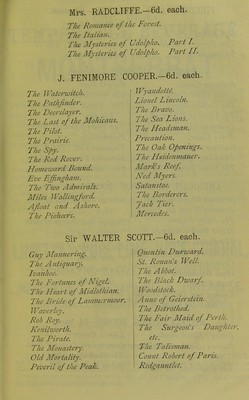 Mrs. RADCLIFFE.—6d. each.
The Romance of the Forest.
The Italian.
The Mysteries of Udolpho. Part I.
The Mysteries of Udolpho. Part II.
J. FENIMORE COOPER.—6d. each.
The Waterwitch.
The Pathfinder.
The Deerslayer.
The Last of the Mohicans.
The Pilot.
The Prairie.
The Spy.
The Red Rover.
Homeward Bound.
Eve Effingham.
The Two Admirals.
Miles Wallingford.
Afloat and Ashore.
The Pioneers.
Wyandotté.
Lionel Lincoln.
The Bravo.
The Sea Lions.
The Headsman.
Precaution.
The Oak Openings.
The Heidenmauer.
Mark's Reef.
Ned Myers.
Satanstoe.
The Borderers.
Jack Tier.
Mercedes.
Sir WALTER SCOTT.—6d. each.
Guy Mannering.
The Antiquary.
Ivanhoe.
The Fortunes of Nigel.
The Heart of Midlothian.
The Bride of Lammermoor.
Waverley.
Rob Roy.
Kenilworth.
The Pirate.
The Monastery
Old Mortality.
Peveril of the Peak.
Quentin Durward.
St. Ronan's Well.
The Abbot.
The Black Dwarf.
Woodstock.
Anne of Geierstein.
The Betrothed.
The Fair Maid of Perth.
The Surgeon's Daughter,
etc.
The Talisman.
Count Robert of Paris.
Redgauntlet.